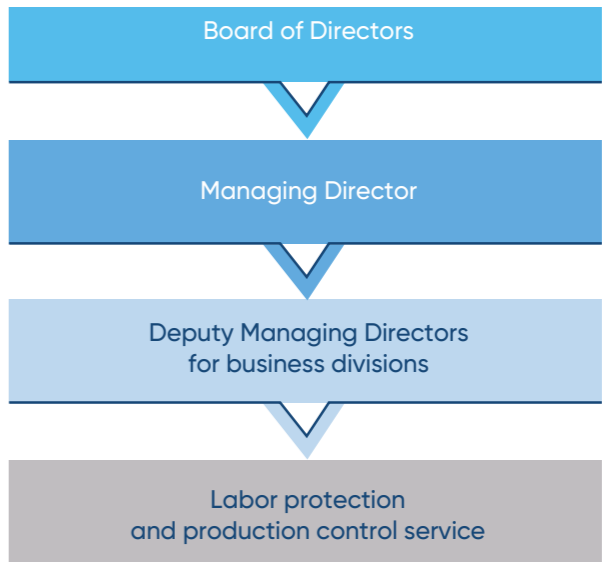 Board of Directors
Managing Director
Deputy Managing Directors
for business divisions
Labor protection
and production control service